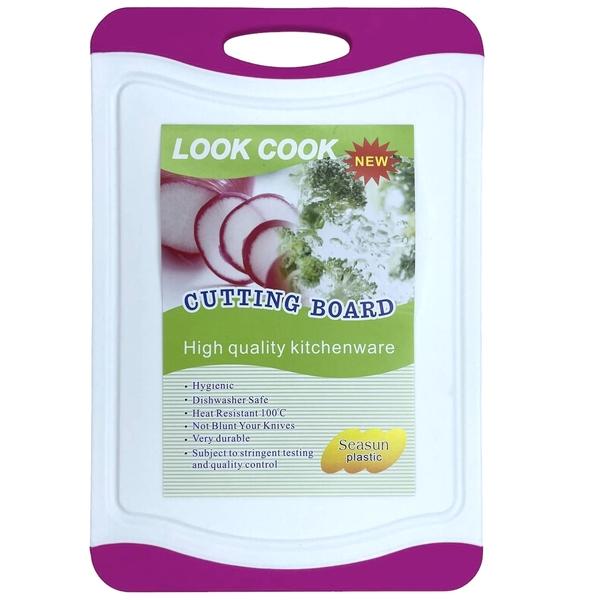 LOOK COOK
NEW
CUTTING BOARD
High quality kitchenware
• Hygienic
• Dishwasher Safe
• Heat Resistant 100°C
• Not Blunt Your Knives
• Very durable
• Subject to stringent testing
and quality control
Seasun
plastic